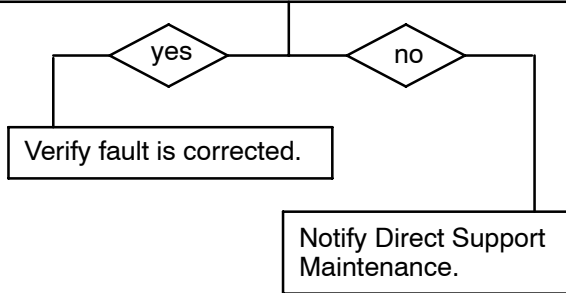 yes
no
Verify fault is corrected.
Notify Direct Support
Maintenance.